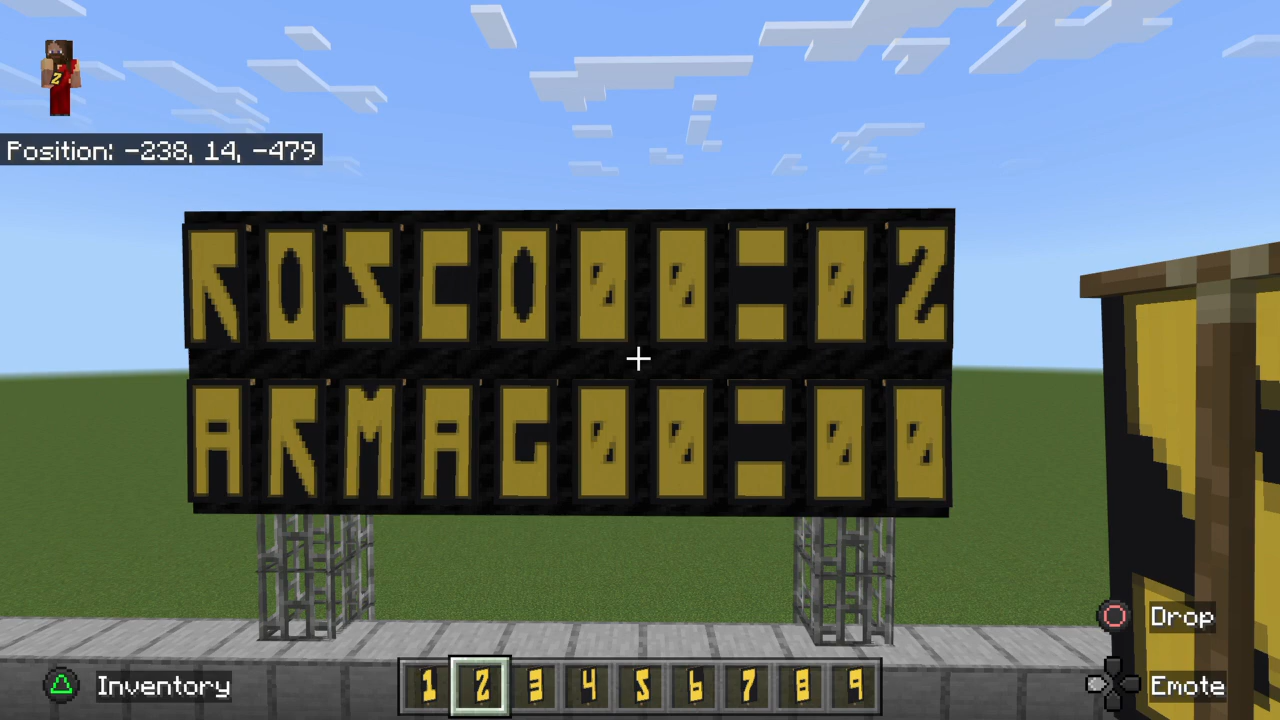 Position: -238, 14, -479
ROSCO00:02
ARMAG00:00
Drop
Inventory
1 2 3 4 5 6 7 8 9
Emote